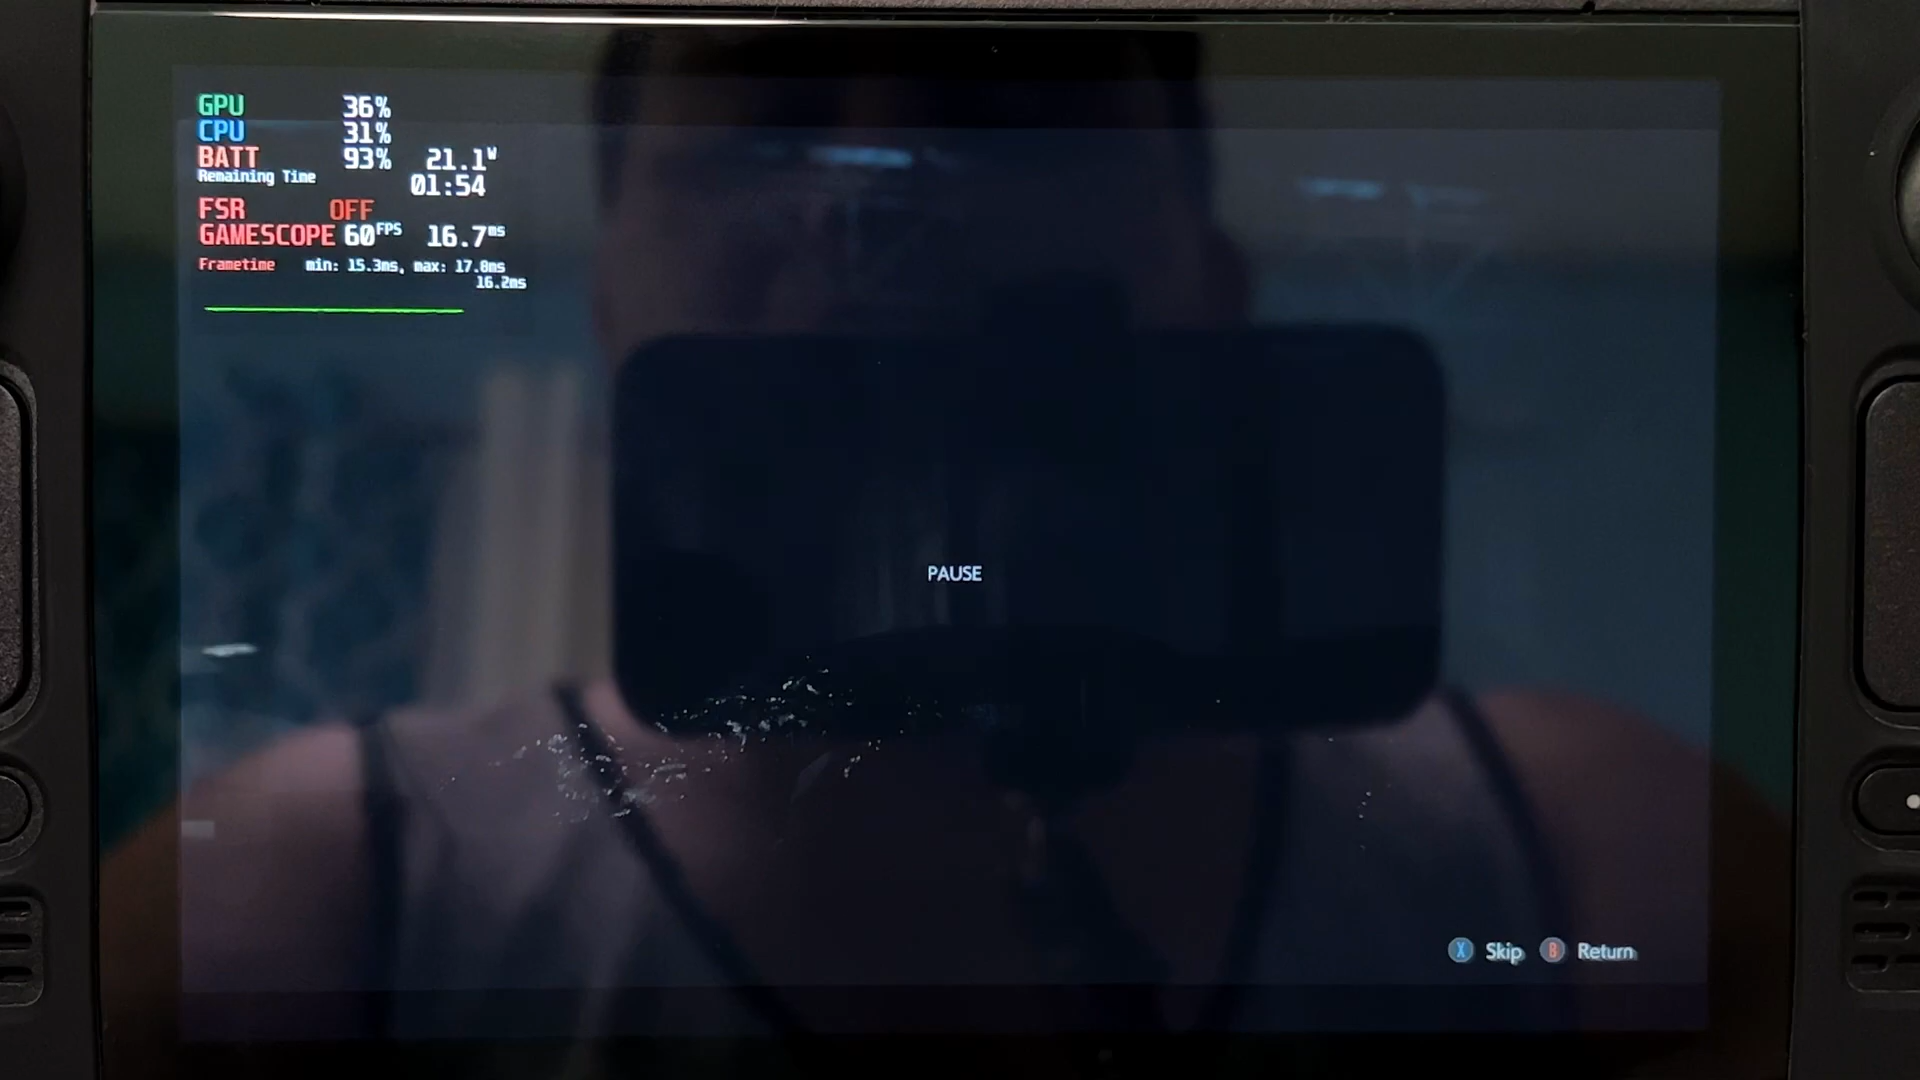 GPU 36%
CPU 31%
BATT 93% 21.1W
Remaining Time 01:54
FSR OFF
GAMESCOPE 60FPS 16.7ms
Frametime min: 15.3ms, max: 17.8ms
16.2ms
PAUSE
X Skip B Return